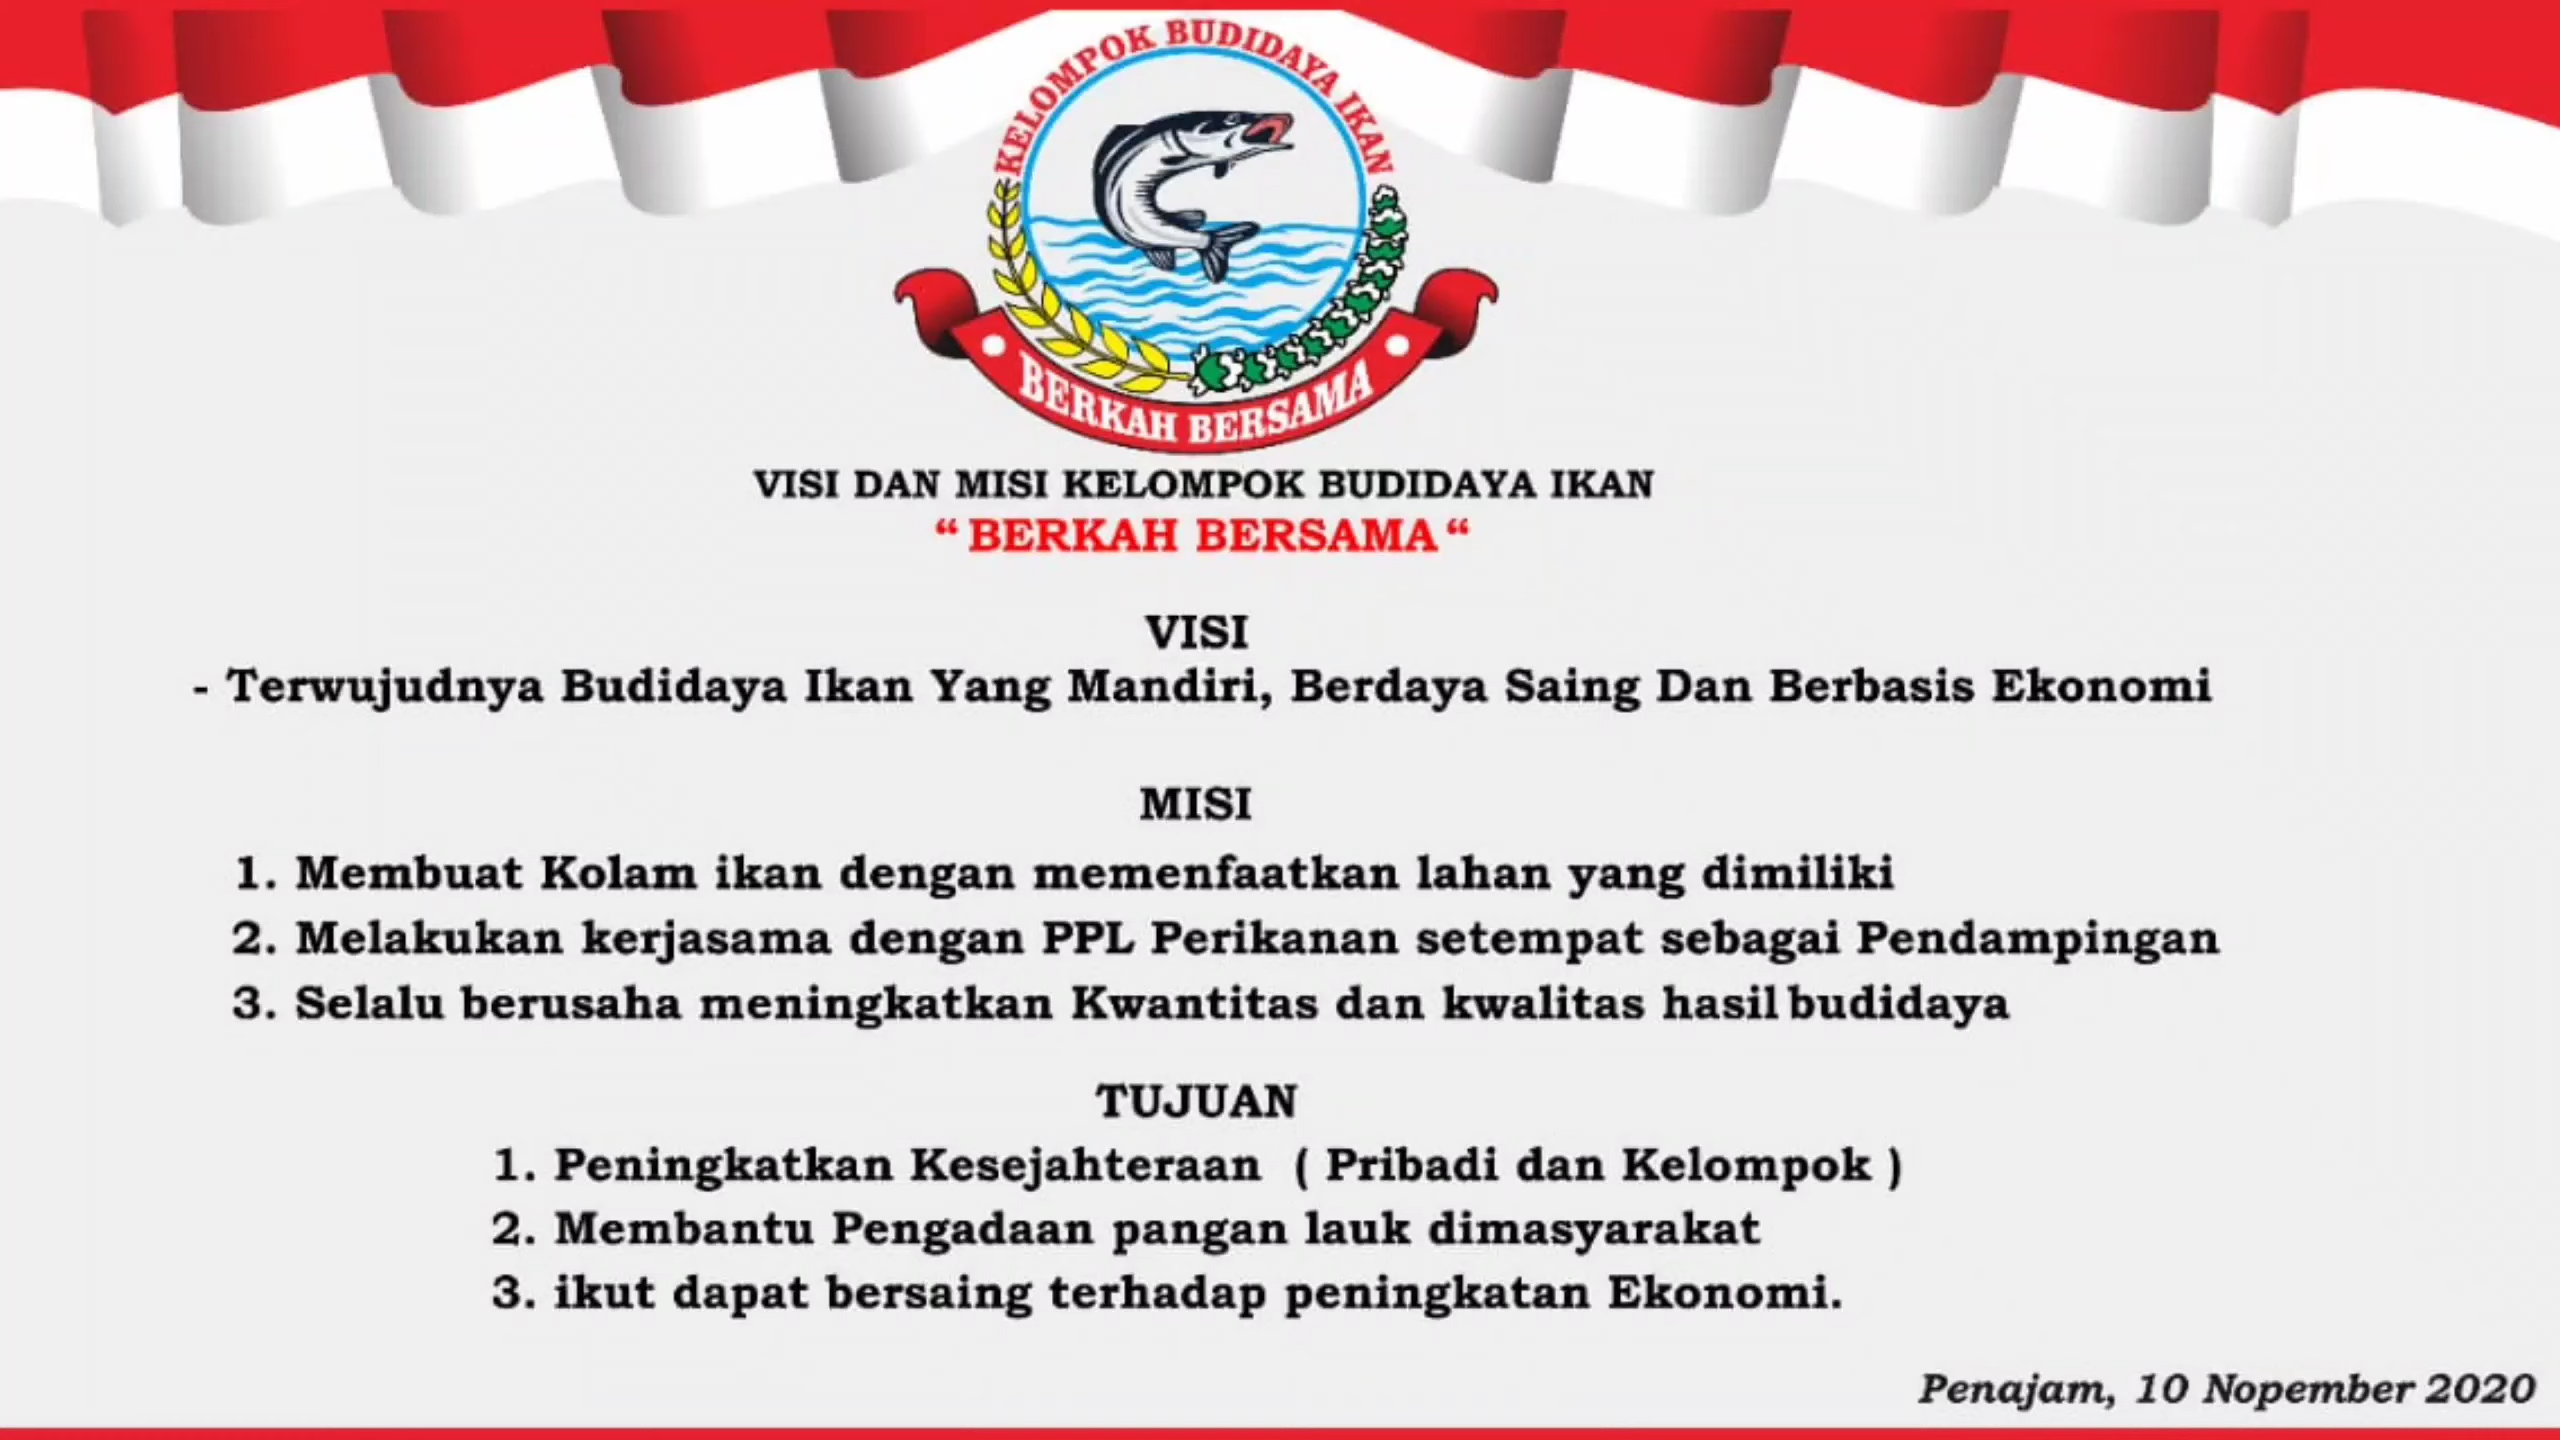 KELOMPOK BUDIDAYA IKAN
BERKAH BERSAMA
VISI DAN MISI KELOMPOK BUDIDAYA IKAN
“ BERKAH BERSAMA “
VISI
- Terwujudnya Budidaya Ikan Yang Mandiri, Berdaya Saing Dan Berbasis Ekonomi
MISI
1. Membuat Kolam ikan dengan memenfaatkan lahan yang dimiliki
2. Melakukan kerjasama dengan PPL Perikanan setempat sebagai Pendampingan
3. Selalu berusaha meningkatkan Kwantitas dan kwalitas hasil budidaya
TUJUAN
1. Peningkatkan Kesejahteraan ( Pribadi dan Kelompok )
2. Membantu Pengadaan pangan lauk dimasyarakat
3. ikut dapat bersaing terhadap peningkatan Ekonomi.
Penajam, 10 Nopember 2020